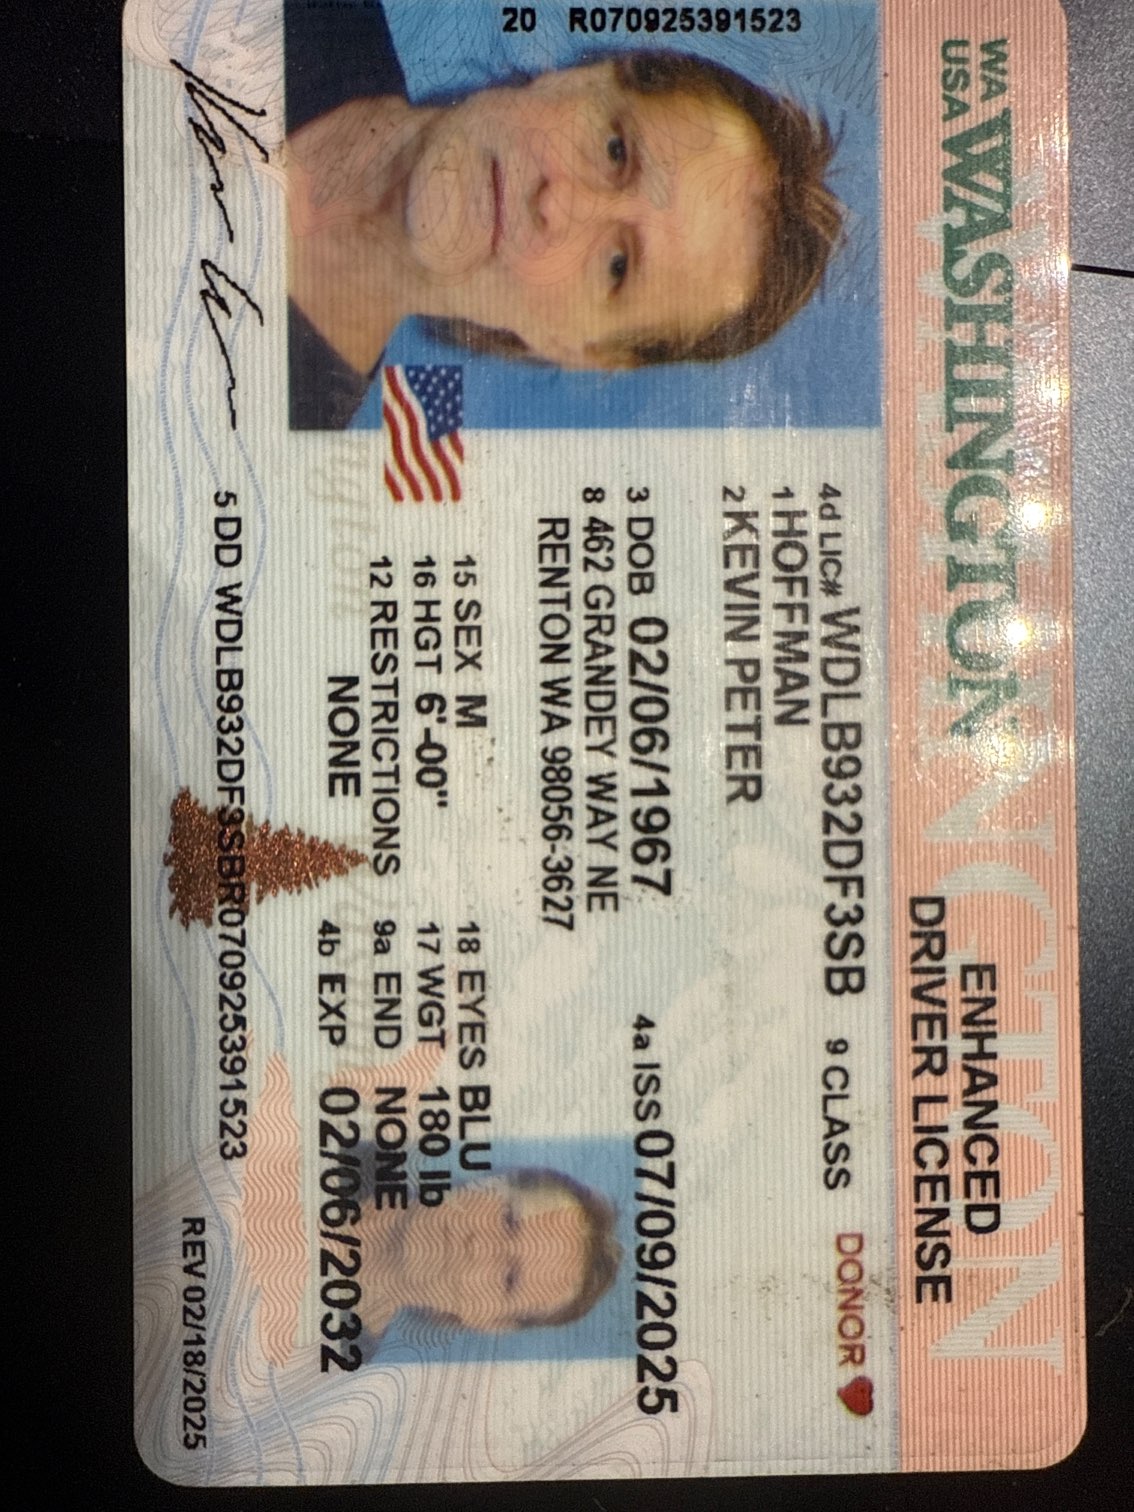 WA
USA
WASHINGTON
ENHANCED
DRIVER LICENSE
20 R070925391523
4d LIC# WDLB932DF3SB 9 CLASS DONOR
1 HOFFMAN
2 KEVIN PETER
3 DOB 02/06/1967 4a ISS 07/09/2025
8 462 GRANDEY WAY NE
RENTON WA 98056-3627
15 SEX M 18 EYES BLU
16 HGT 6'-00" 17 WGT 180 lb
12 RESTRICTIONS 9a END NONE
NONE 4b EXP 02/06/2032
5 DD WDLB932DF3SBR070925391523
REV 02/18/2025